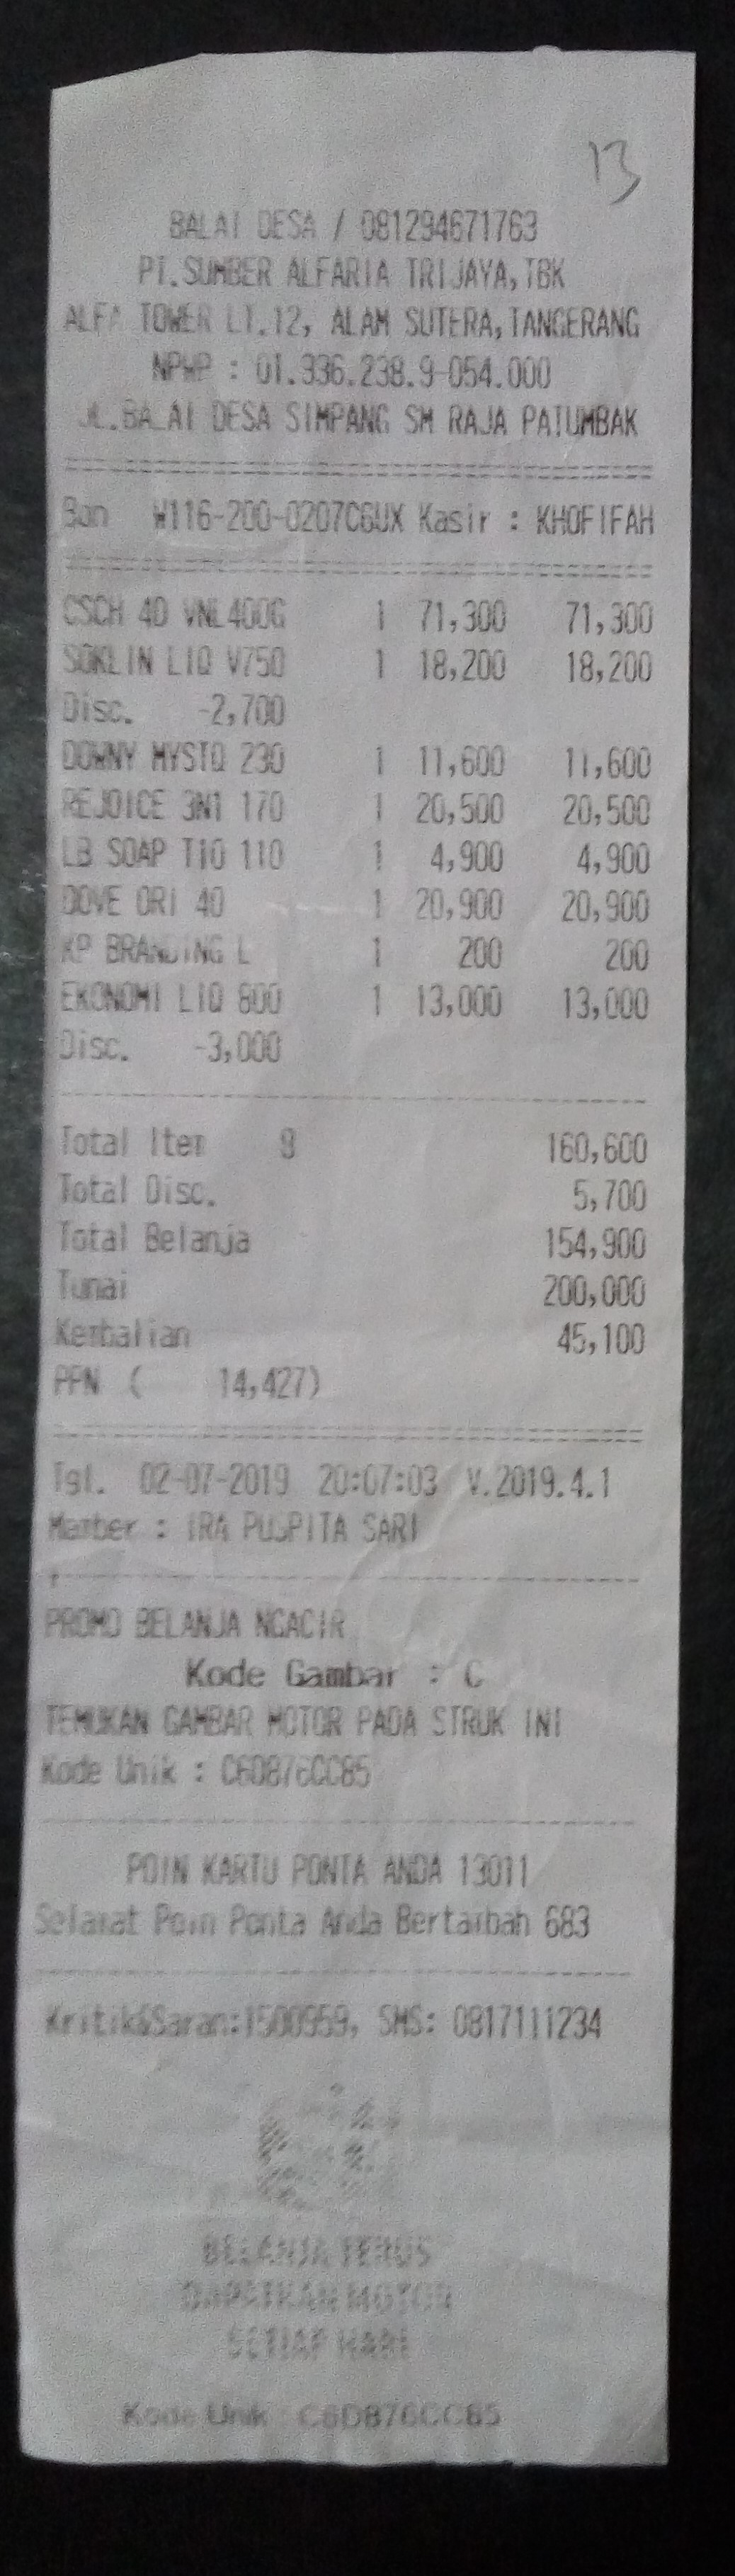 13
BALAI DESA / 081294671763
PT.SUMBER ALFARIA TRIJAYA,TBK
ALFA TOWER LT.12, ALAM SUTERA,TANGERANG
NPWP : 01.336.238.9-054.000
JL.BALAI DESA SIMPANG SM RAJA PATUMBAK
Bon W116-200-0207C6UX Kasir : KHOFIFAH
CSCH 4D VNL400G 1 71,300 71,300
SOKLIN LIQ V750 1 18,200 18,200
Disc. -2,700
DOWNY MYSTQ 230 1 11,600 11,600
REJOICE 3N1 170 1 20,500 20,500
LB SOAP TIO 110 1 4,900 4,900
DOVE ORI 40 1 20,900 20,900
KP BRANDING L 1 200 200
EKONOMI LIQ 800 1 13,000 13,000
Disc. -3,000
Total Item 160,600
Total Disc. 5,700
Total Belanja 154,900
Tunai 200,000
Kembalian 45,100
PPN ( 14,427)
Tgl. 02-07-2019 20:07:03 V.2019.4.1
Member : IRA PUSPITA SARI
PROMO BELANJA NGACIR
Kode Gambar : C
TEMUKAN GAMBAR MOTOR PADA STRUK INI
Kode Unik : C6D876CC85
POIN KARTU PONTA ANDA 13011
Selamat Poin Ponta Anda Bertambah 683
Kritik&Saran:1500959, SMS: 0817111234
BELANJA TERUS
DAPATKAN MOTOR
SETIAP HARI
Kode Unik : C6D876CC85